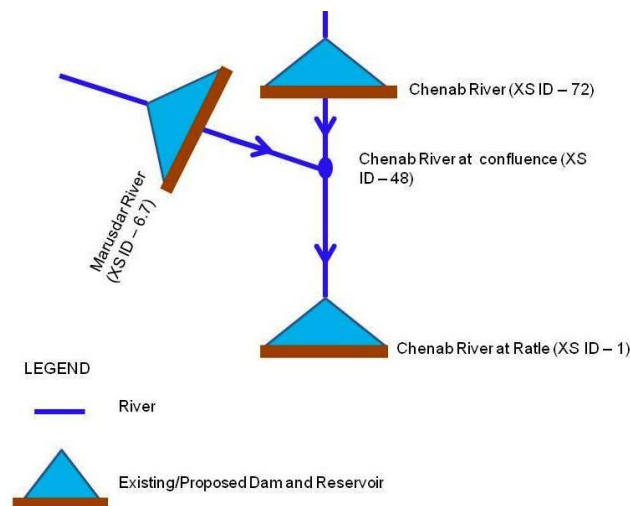 Chenab River (XS ID – 72)
Chenab River at confluence (XS
ID – 48)
Marusdar River
(XS ID – 6.7)
Chenab River at Ratle (XS ID – 1)
LEGEND
River
Existing/Proposed Dam and Reservoir